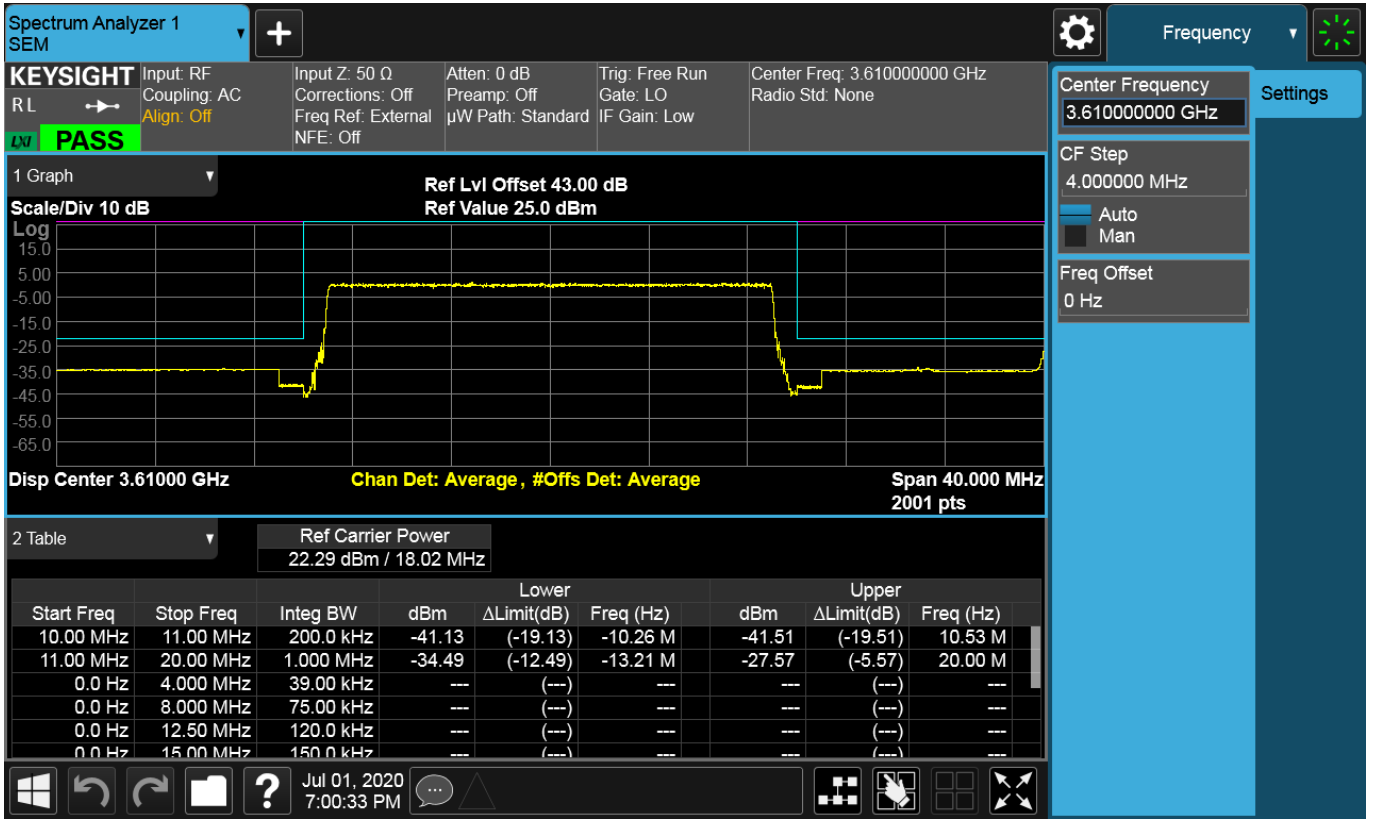 Spectrum Analyzer 1
SEM
Frequency
KEYSIGHT
R L
LXI
PASS
Input: RF
Coupling: AC
Align: Off
Input Z: 50 Ω
Corrections: Off
Freq Ref: External
NFE: Off
Atten: 0 dB
Preamp: Off
µW Path: Standard
Trig: Free Run
Gate: LO
IF Gain: Low
Center Freq: 3.610000000 GHz
Radio Std: None
Center Frequency
3.610000000 GHz
Settings
CF Step
4.000000 MHz
Auto
Man
Freq Offset
0 Hz
1 Graph
Scale/Div 10 dB
Ref Lvl Offset 43.00 dB
Ref Value 25.0 dBm
Log
15.0
5.00
-5.00
-15.0
-25.0
-35.0
-45.0
-55.0
-65.0
Disp Center 3.61000 GHz
Chan Det: Average , #Offs Det: Average
Span 40.000 MHz
2001 pts
2 Table
Ref Carrier Power
22.29 dBm / 18.02 MHz
Lower Upper
Start Freq Stop Freq Integ BW dBm ΔLimit(dB) Freq (Hz) dBm ΔLimit(dB) Freq (Hz)
10.00 MHz 11.00 MHz 200.0 kHz -41.13 (-19.13) -10.26 M -41.51 (-19.51) 10.53 M
11.00 MHz 20.00 MHz 1.000 MHz -34.49 (-12.49) -13.21 M -27.57 (-5.57) 20.00 M
0.0 Hz 4.000 MHz 39.00 kHz --- (---) --- --- (---) ---
0.0 Hz 8.000 MHz 75.00 kHz --- (---) --- --- (---) ---
0.0 Hz 12.50 MHz 120.0 kHz --- (---) --- --- (---) ---
0.0 Hz 15.00 MHz 150.0 kHz --- (---) --- --- (---) ---
?
Jul 01, 2020
7:00:33 PM